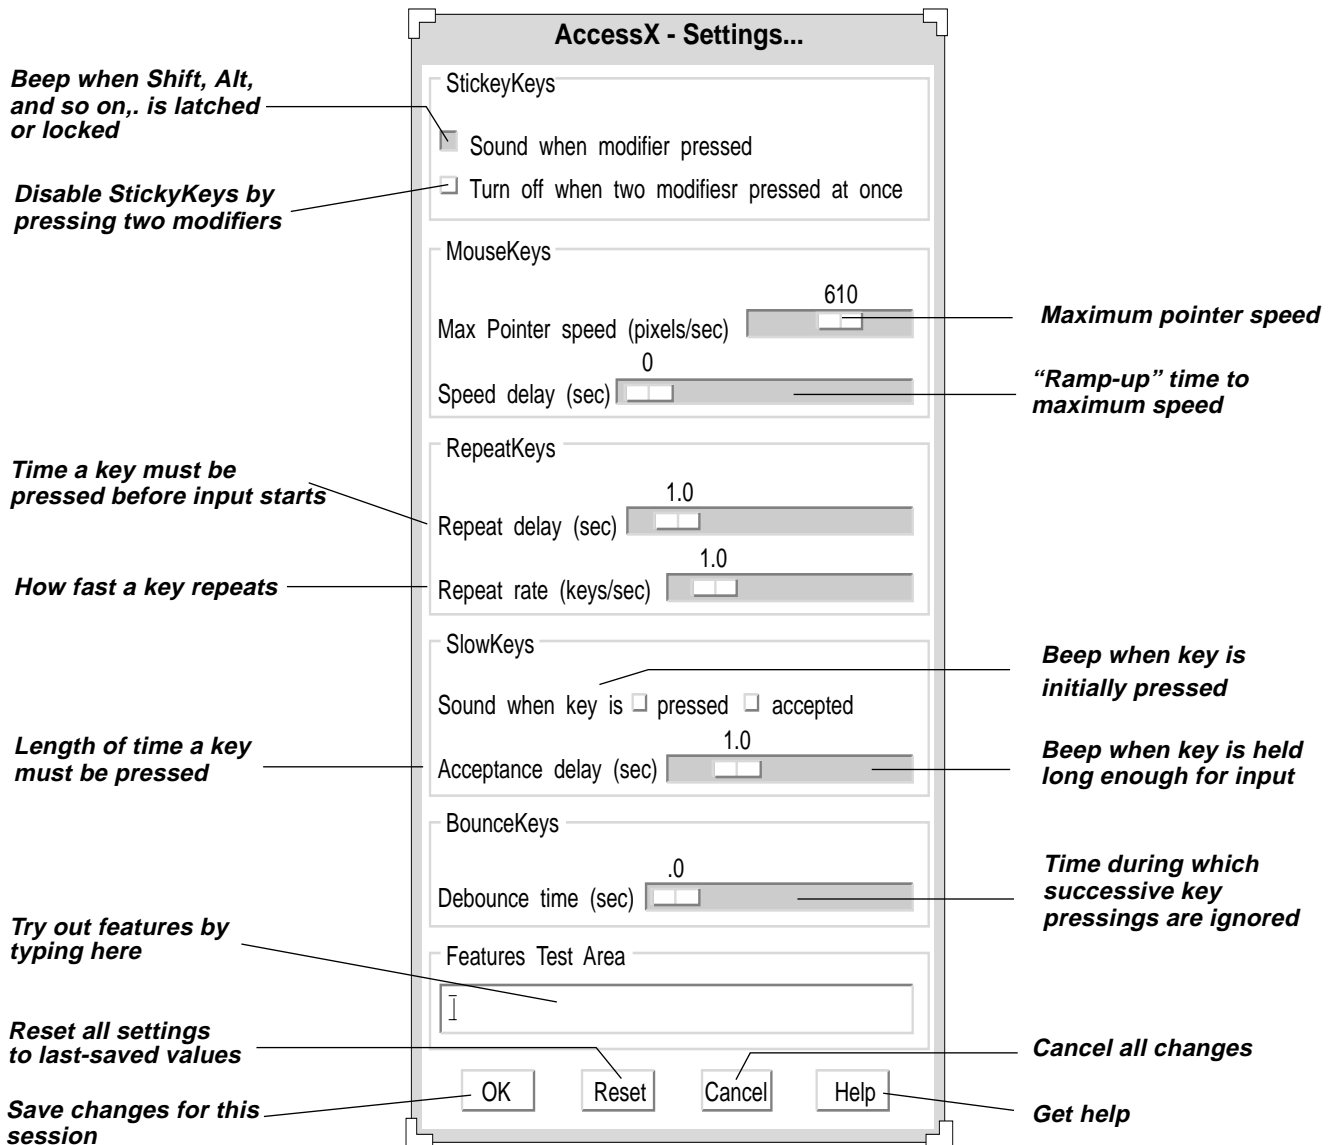 AccessX - Settings...
Beep when Shift, Alt,
and so on,. is latched
or locked
StickeyKeys
Sound when modifier pressed
Disable StickyKeys by
pressing two modifiers
Turn off when two modifiesr pressed at once
MouseKeys
610
Max Pointer speed (pixels/sec)
Maximum pointer speed
0
Speed delay (sec)
“Ramp-up” time to
maximum speed
RepeatKeys
Time a key must be
pressed before input starts
1.0
Repeat delay (sec)
1.0
How fast a key repeats
Repeat rate (keys/sec)
SlowKeys
Beep when key is
initially pressed
Sound when key is pressed accepted
Length of time a key
must be pressed
1.0
Acceptance delay (sec)
Beep when key is held
long enough for input
BounceKeys
.0
Debounce time (sec)
Time during which
successive key
pressings are ignored
Try out features by
typing here
Features Test Area
Reset all settings
to last-saved values
Cancel all changes
OK Reset Cancel Help
Save changes for this
session
Get help